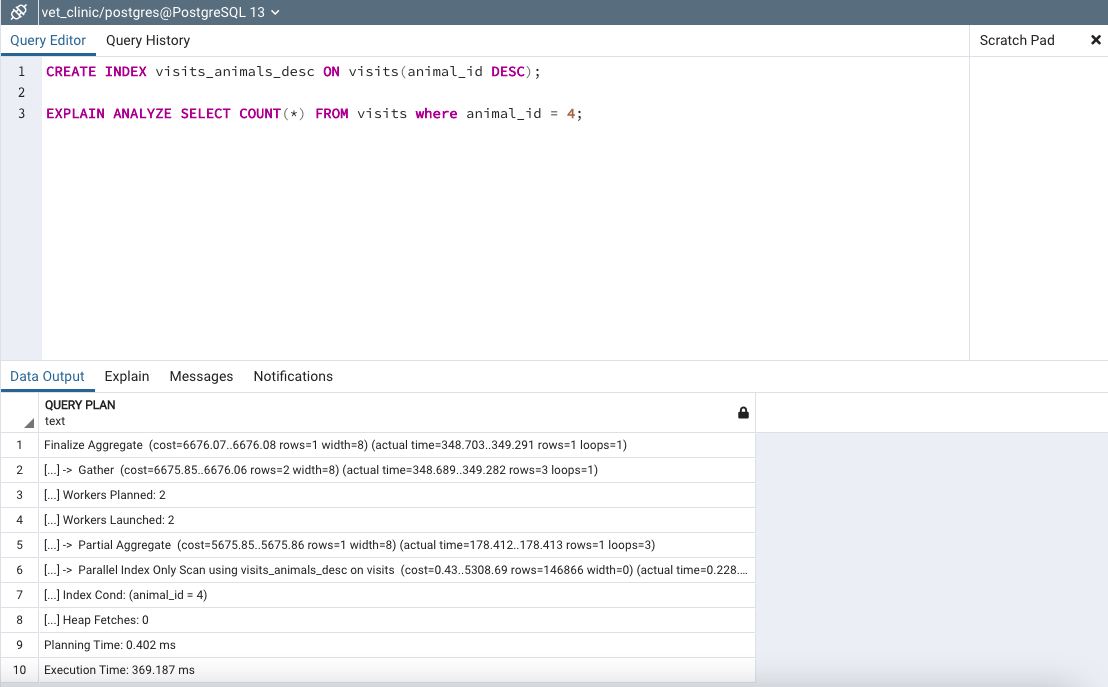 vet_clinic/postgres@PostgreSQL 13
Query Editor Query History Scratch Pad
1 CREATE INDEX visits_animals_desc ON visits(animal_id DESC);
2
3 EXPLAIN ANALYZE SELECT COUNT(*) FROM visits where animal_id = 4;
Data Output Explain Messages Notifications
QUERY PLAN
text
1 Finalize Aggregate (cost=6676.07..6676.08 rows=1 width=8) (actual time=348.703..349.291 rows=1 loops=1)
2 [...] -> Gather (cost=6675.85..6676.06 rows=2 width=8) (actual time=348.689..349.282 rows=3 loops=1)
3 [...] Workers Planned: 2
4 [...] Workers Launched: 2
5 [...] -> Partial Aggregate (cost=5675.85..5675.86 rows=1 width=8) (actual time=178.412..178.413 rows=1 loops=3)
6 [...] -> Parallel Index Only Scan using visits_animals_desc on visits (cost=0.43..5308.69 rows=146866 width=0) (actual time=0.228....
7 [...] Index Cond: (animal_id = 4)
8 [...] Heap Fetches: 0
9 Planning Time: 0.402 ms
10 Execution Time: 369.187 ms